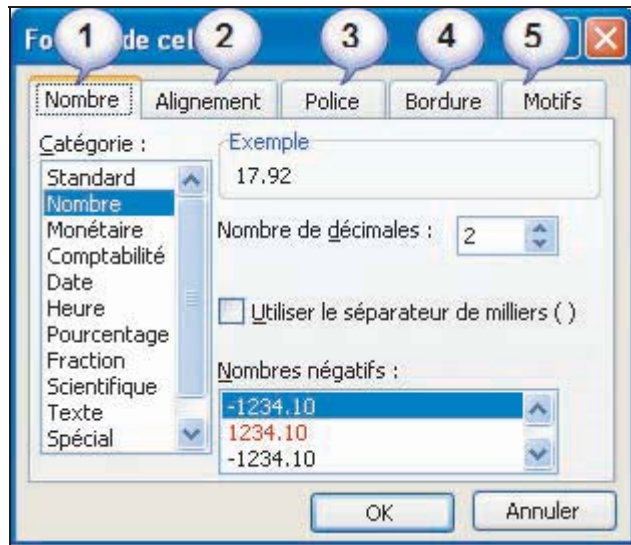 1 2 3 4 5
Fo de cel
Nombre Alignement Police Bordure Motifs
Catégorie :
Standard
Nombre
Monétaire
Comptabilité
Date
Heure
Pourcentage
Fraction
Scientifique
Texte
Spécial
Exemple
17.92
Nombre de décimales : 2
Utiliser le séparateur de milliers ( )
Nombres négatifs :
-1234.10
1234.10
-1234.10
OK Annuler